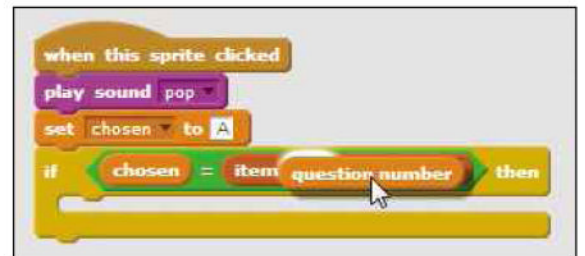 when this sprite clicked
play sound pop
set chosen to A
if chosen = item question number then